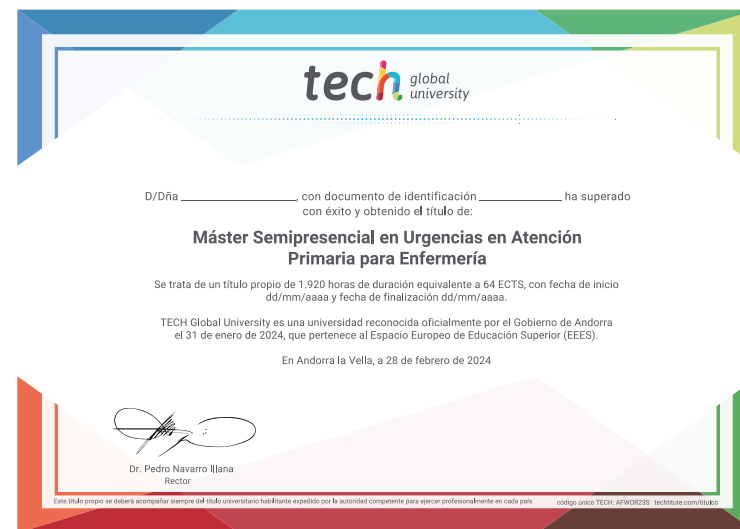 tech global university
D/Dña ____________, con documento de identificación ____________ ha superado
con éxito y obtenido el título de:
Máster Semipresencial en Urgencias en Atención
Primaria para Enfermería
Se trata de un título propio de 1.920 horas de duración equivalente a 64 ECTS, con fecha de inicio
dd/mm/aaaa y fecha de finalización dd/mm/aaaa.
TECH Global University es una universidad reconocida oficialmente por el Gobierno de Andorra
el 31 de enero de 2024, que pertenece al Espacio Europeo de Educación Superior (EEES).
En Andorra la Vella, a 28 de febrero de 2024
Dr. Pedro Navarro Illana
Rector
Este título propio se deberá acompañar siempre del título universitario habilitante expedido por la autoridad competente para ejercer profesionalmente en cada país. código único TECH: AFWOR23S techtitute.com/titulos